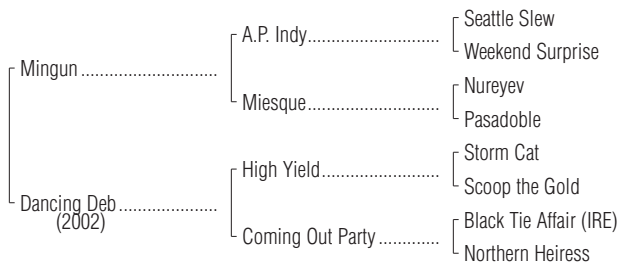 Seattle Slew
A.P. Indy..............................
Weekend Surprise
Mingun .............................
Nureyev
Miesque..............................
Pasadoble
Storm Cat
High Yield...........................
Scoop the Gold
Dancing Deb .....................
(2002)
Black Tie Affair (IRE)
Coming Out Party .............
Northern Heiress